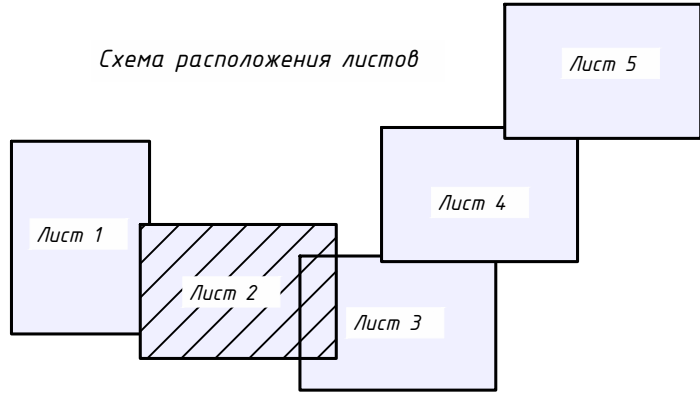 Схема расположения листов
Лист 5
Лист 4
Лист 1
Лист 2
Лист 3